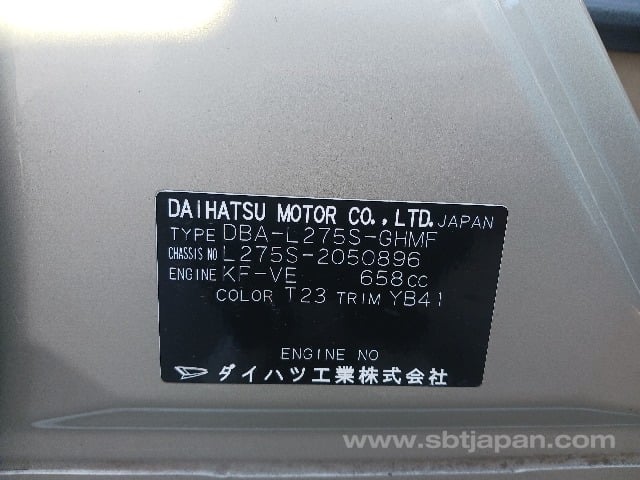 DAIHATSU MOTOR CO., LTD. JAPAN
TYPE DBA-L275S-GHMF
CHASSIS NO L275S-2050896
ENGINE KF-VE 658CC
COLOR T23 TRIM YB41
ENGINE NO
ダイハツ工業株式会社
www.sbtjapan.com